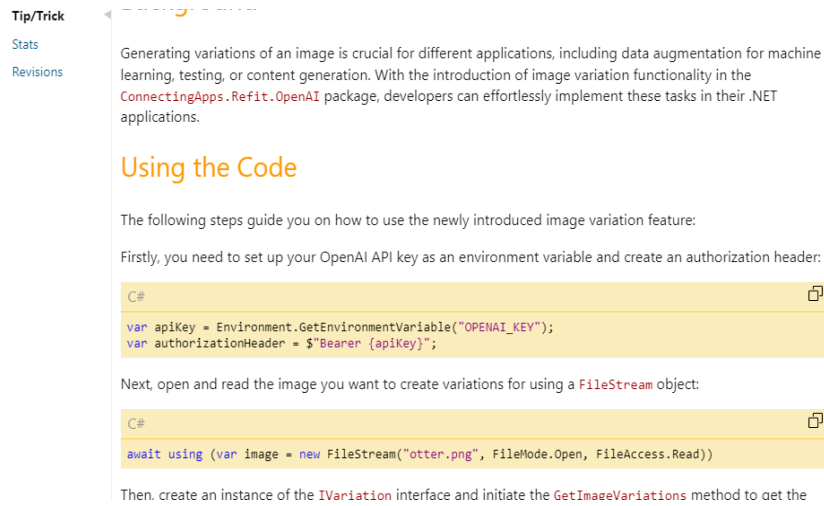 Tip/Trick
Stats
Revisions
Background
Generating variations of an image is crucial for different applications, including data augmentation for machine
learning, testing, or content generation. With the introduction of image variation functionality in the
ConnectingApps.Refit.OpenAI package, developers can effortlessly implement these tasks in their .NET
applications.
Using the Code
The following steps guide you on how to use the newly introduced image variation feature:
Firstly, you need to set up your OpenAI API key as an environment variable and create an authorization header:
C#
var apiKey = Environment.GetEnvironmentVariable("OPENAI_KEY");
var authorizationHeader = $"Bearer {apiKey}";
Next, open and read the image you want to create variations for using a FileStream object:
C#
await using (var image = new FileStream("otter.png", FileMode.Open, FileAccess.Read))
Then, create an instance of the IVariation interface and initiate the GetImageVariations method to get the